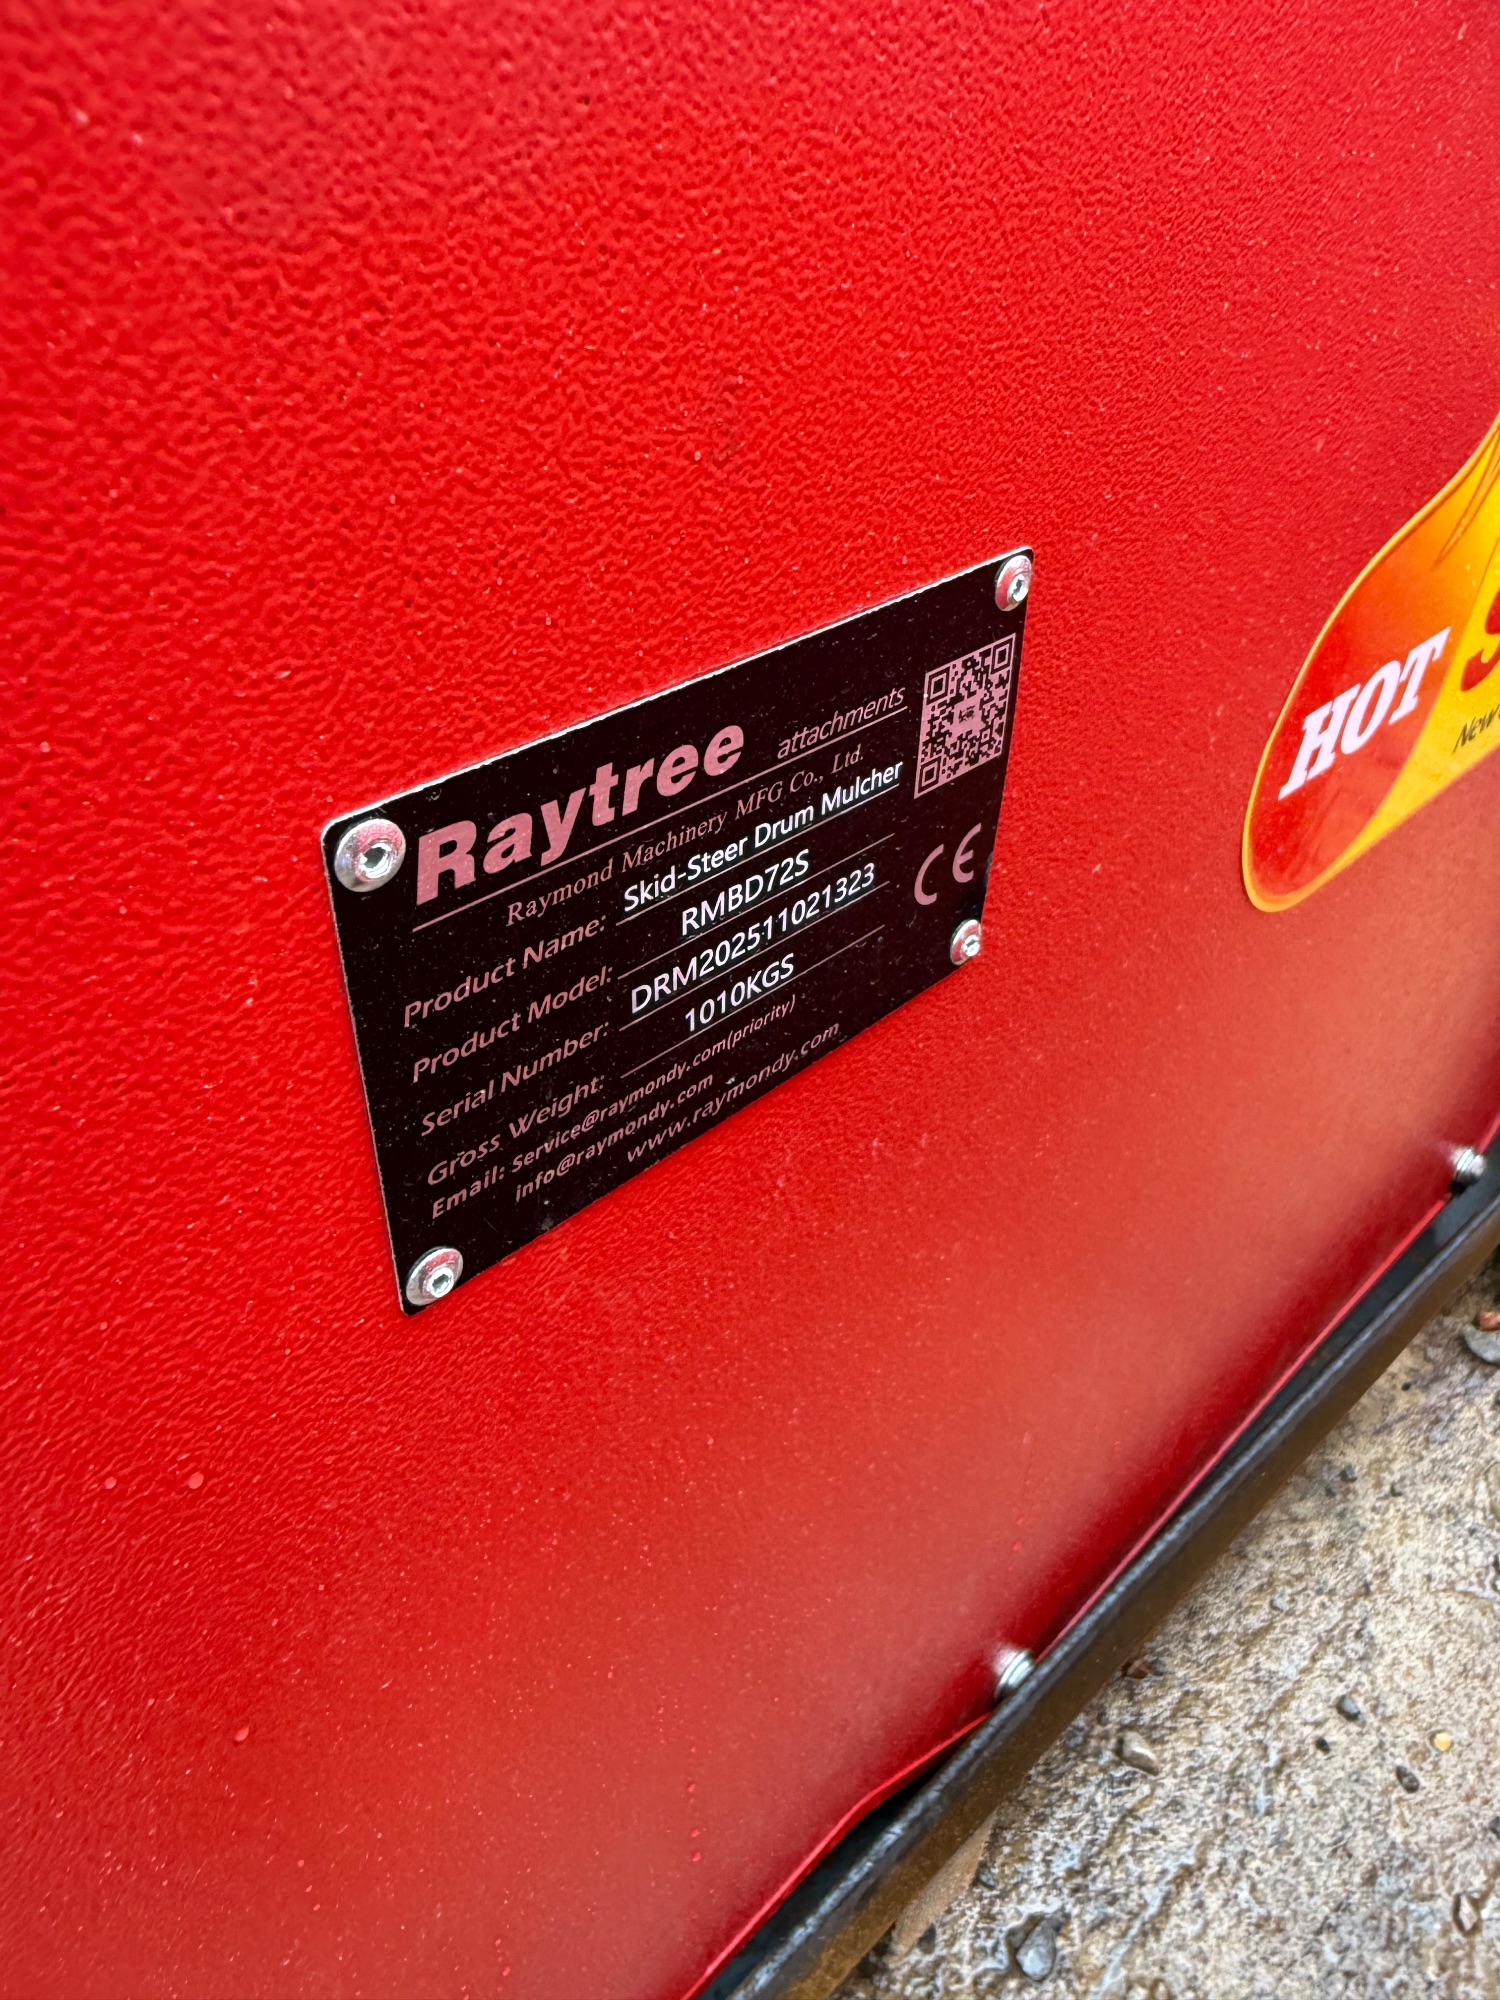 Raytree attachments
Raymond Machinery MFG Co., Ltd.
Product Name: Skid-Steer Drum Mulcher
Product Model: RMBD72S
Serial Number: DRM202511021323
Gross Weight: 1010KGS
Email: Service@raymondy.com(priority)
info@raymondy.com
www.raymondy.com
CE
HOT
New